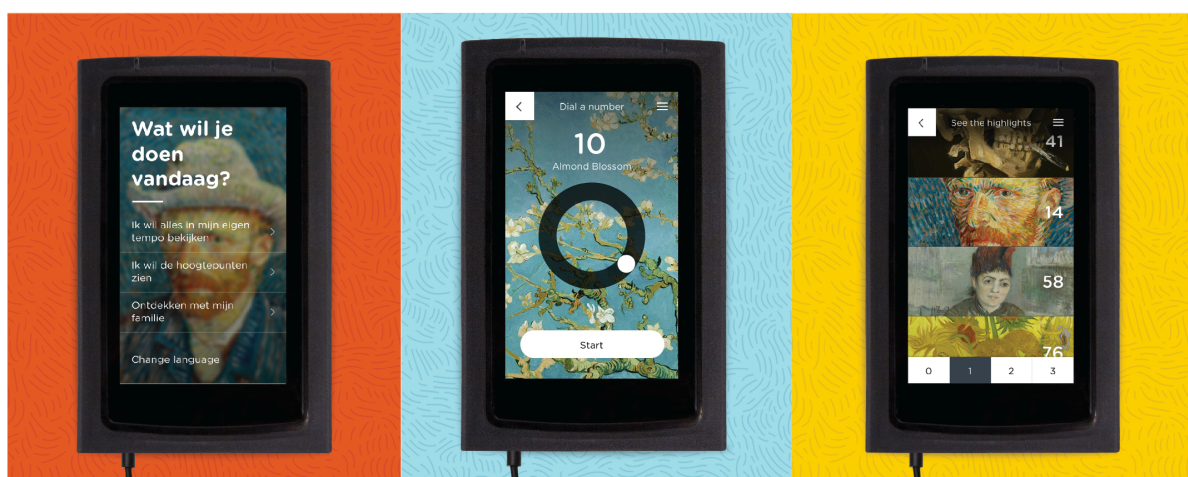 Wat wil je
doen
vandaag?
Ik wil alles in mijn eigen
tempo bekijken
Ik wil de hoogtepunten
zien
Ontdekken met mijn
familie
Change language
Dial a number
10
Almond Blossom
Start
See the highlights
41
14
58
76
0 1 2 3